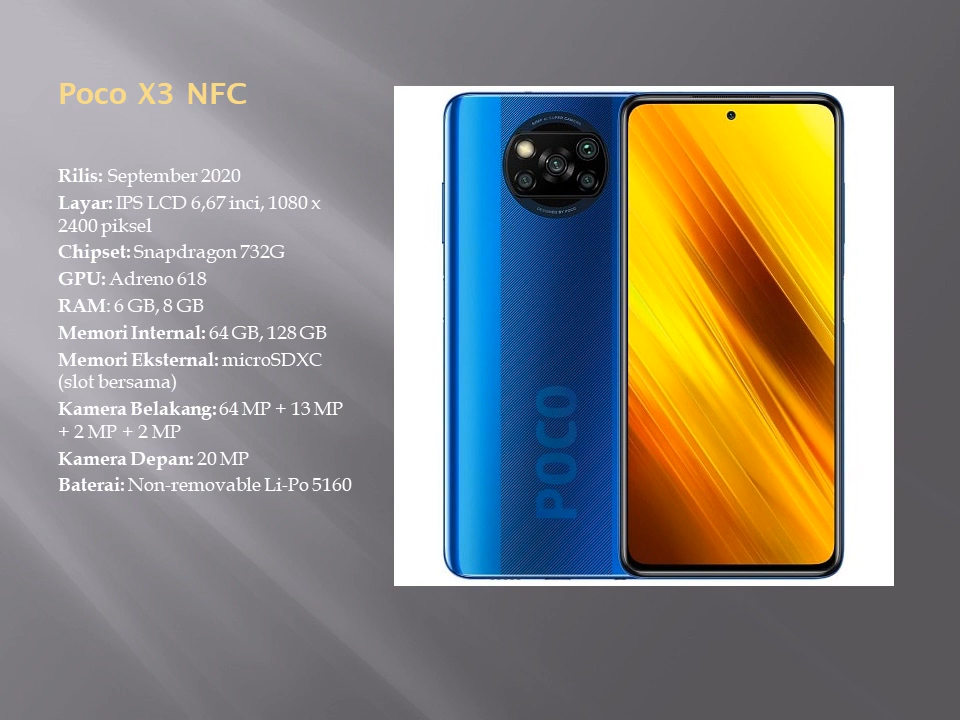 Poco X3 NFC
Rilis: September 2020
Layar: IPS LCD 6,67 inci, 1080 x
2400 piksel
Chipset: Snapdragon 732G
GPU: Adreno 618
RAM: 6 GB, 8 GB
Memori Internal: 64 GB, 128 GB
Memori Eksternal: microSDXC
(slot bersama)
Kamera Belakang: 64 MP + 13 MP
+ 2 MP + 2 MP
Kamera Depan: 20 MP
Baterai: Non-removable Li-Po 5160
DESIGNED BY POCO
POCO